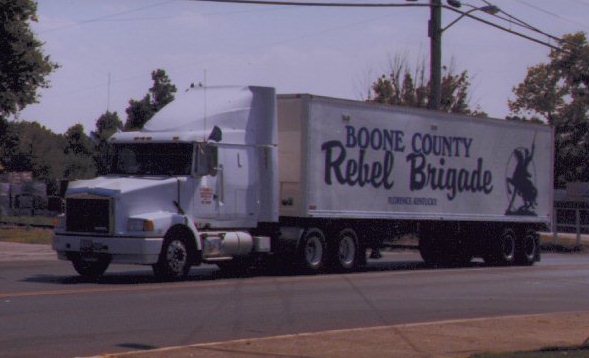 BOONE COUNTY
Rebel Brigade
FLORENCE, KENTUCKY